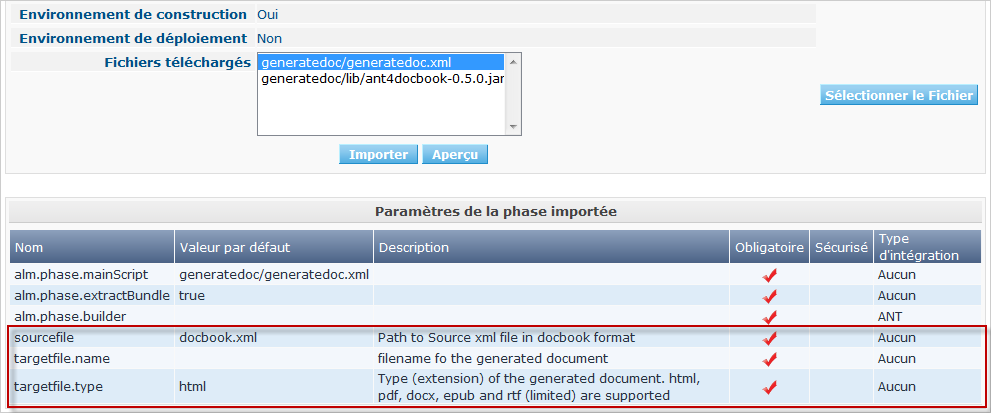 Environnement de construction Oui
Environnement de déploiement Non
Fichiers téléchargés generatedoc/generatedoc.xml
generatedoc/lib/ant4docbook-0.5.0.jar
Sélectionner le Fichier
Importer Aperçu
Paramètres de la phase importée
Nom Valeur par défaut Description Obligatoire Sécurisé Type d'intégration
alm.phase.mainScript generatedoc/generatedoc.xml Aucun
alm.phase.extractBundle true Aucun
alm.phase.builder ANT
sourcefile docbook.xml Path to Source xml file in docbook format Aucun
targetfile.name filename fo the generated document Aucun
targetfile.type html Type (extension) of the generated document. html, pdf, docx, epub and rtf (limited) are supported Aucun